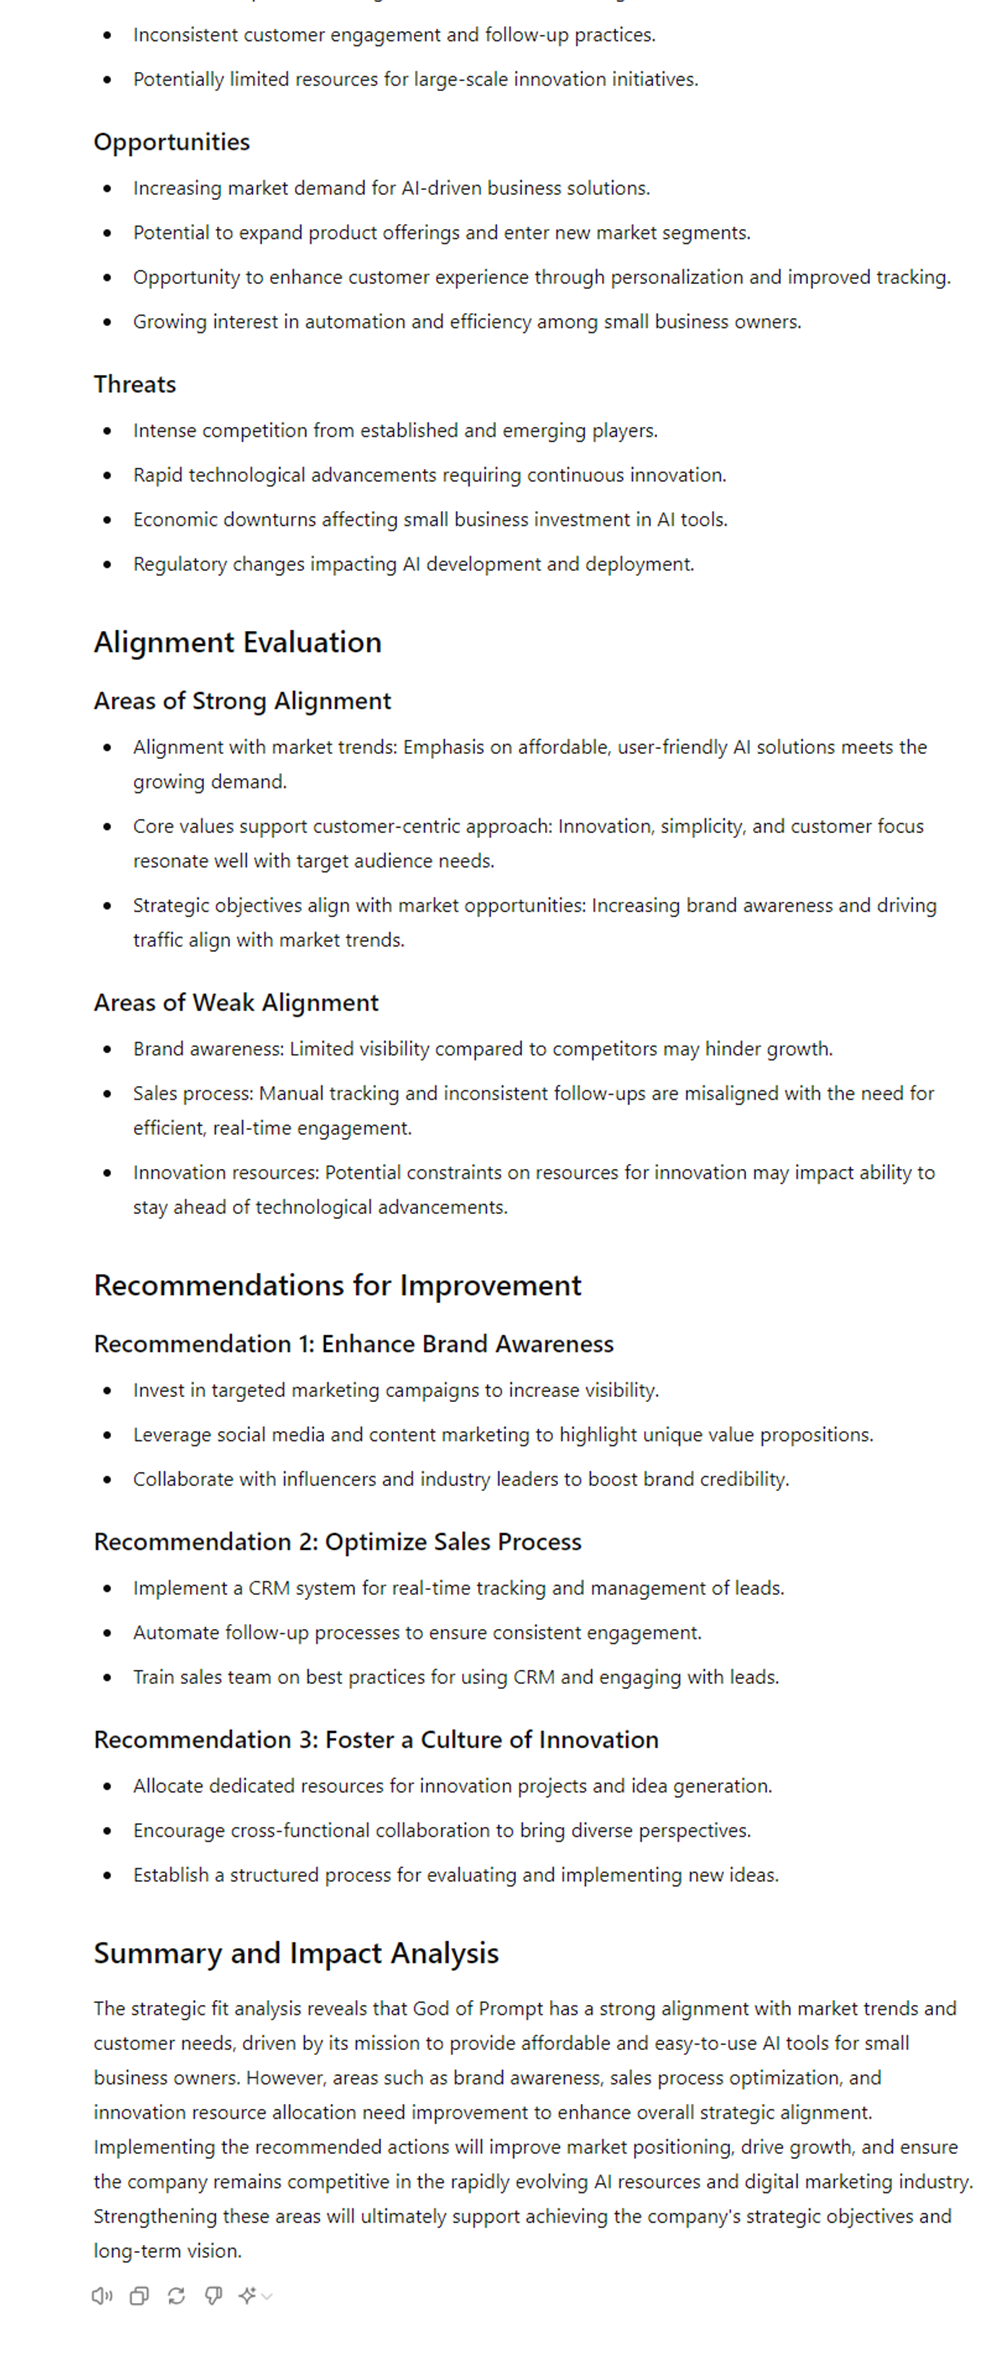 Inconsistent customer engagement and follow-up practices.
Potentially limited resources for large-scale innovation initiatives.
Opportunities
Increasing market demand for AI-driven business solutions.
Potential to expand product offerings and enter new market segments.
Opportunity to enhance customer experience through personalization and improved tracking.
Growing interest in automation and efficiency among small business owners.
Threats
Intense competition from established and emerging players.
Rapid technological advancements requiring continuous innovation.
Economic downturns affecting small business investment in AI tools.
Regulatory changes impacting AI development and deployment.
Alignment Evaluation
Areas of Strong Alignment
Alignment with market trends: Emphasis on affordable, user-friendly AI solutions meets the
growing demand.
Core values support customer-centric approach: Innovation, simplicity, and customer focus
resonate well with target audience needs.
Strategic objectives align with market opportunities: Increasing brand awareness and driving
traffic align with market trends.
Areas of Weak Alignment
Brand awareness: Limited visibility compared to competitors may hinder growth.
Sales process: Manual tracking and inconsistent follow-ups are misaligned with the need for
efficient, real-time engagement.
Innovation resources: Potential constraints on resources for innovation may impact ability to
stay ahead of technological advancements.
Recommendations for Improvement
Recommendation 1: Enhance Brand Awareness
Invest in targeted marketing campaigns to increase visibility.
Leverage social media and content marketing to highlight unique value propositions.
Collaborate with influencers and industry leaders to boost brand credibility.
Recommendation 2: Optimize Sales Process
Implement a CRM system for real-time tracking and management of leads.
Automate follow-up processes to ensure consistent engagement.
Train sales team on best practices for using CRM and engaging with leads.
Recommendation 3: Foster a Culture of Innovation
Allocate dedicated resources for innovation projects and idea generation.
Encourage cross-functional collaboration to bring diverse perspectives.
Establish a structured process for evaluating and implementing new ideas.
Summary and Impact Analysis
The strategic fit analysis reveals that God of Prompt has a strong alignment with market trends and
customer needs, driven by its mission to provide affordable and easy-to-use AI tools for small
business owners. However, areas such as brand awareness, sales process optimization, and
innovation resource allocation need improvement to enhance overall strategic alignment.
Implementing the recommended actions will improve market positioning, drive growth, and ensure
the company remains competitive in the rapidly evolving AI resources and digital marketing industry.
Strengthening these areas will ultimately support achieving the company's strategic objectives and
long-term vision.